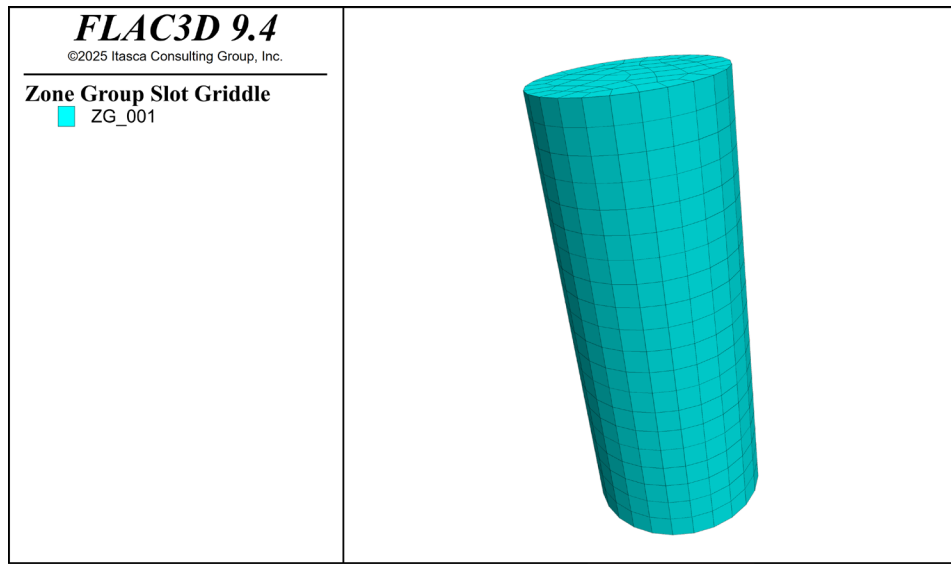 FLAC3D 9.4
©2025 Itasca Consulting Group, Inc.
Zone Group Slot Griddle
ZG_001